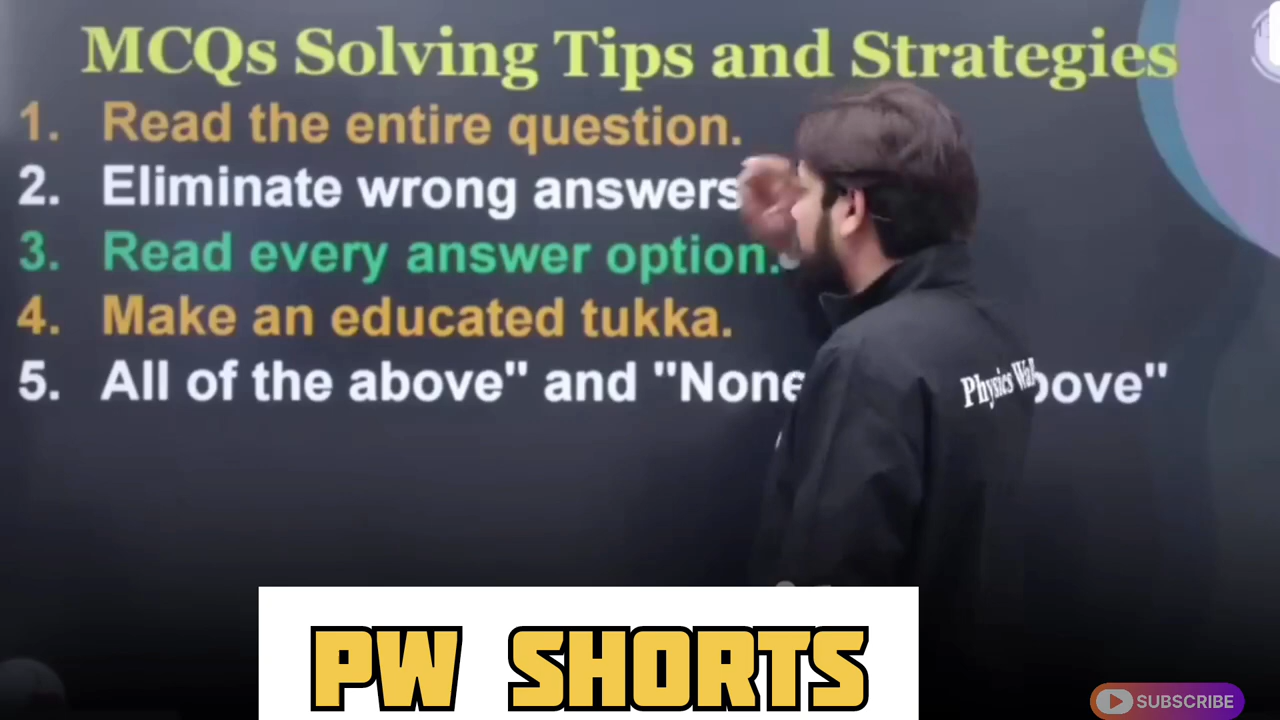 MCQs Solving Tips and Strategies
1. Read the entire question.
2. Eliminate wrong answers
3. Read every answer option.
4. Make an educated tukka.
5. All of the above" and "None bove"
Physics Wal
PW SHORTS
SUBSCRIBE